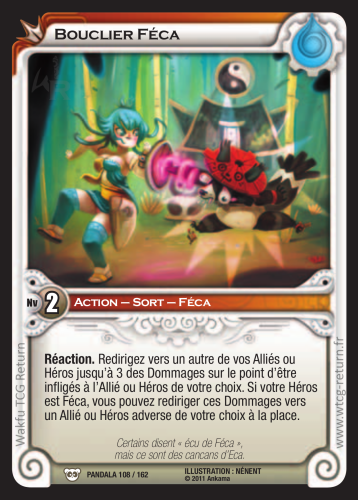 Bouclier Féca
Nv 2
Action – Sort – Féca
Réaction. Redirigez vers un autre de vos Alliés ou
Héros jusqu'à 3 des Dommages sur le point d'être
infligés à l'Allié ou Héros de votre choix. Si votre Héros
est Féca, vous pouvez rediriger ces Dommages vers
un Allié ou Héros adverse de votre choix à la place.
Certains disent « écu de Féca »,
mais ce sont des cancans d'Eca.
PANDALA 108 / 162
ILLUSTRATION : NÉNENT
© 2011 Ankama
Wakfu TCG Return
www.wtcg-return.fr